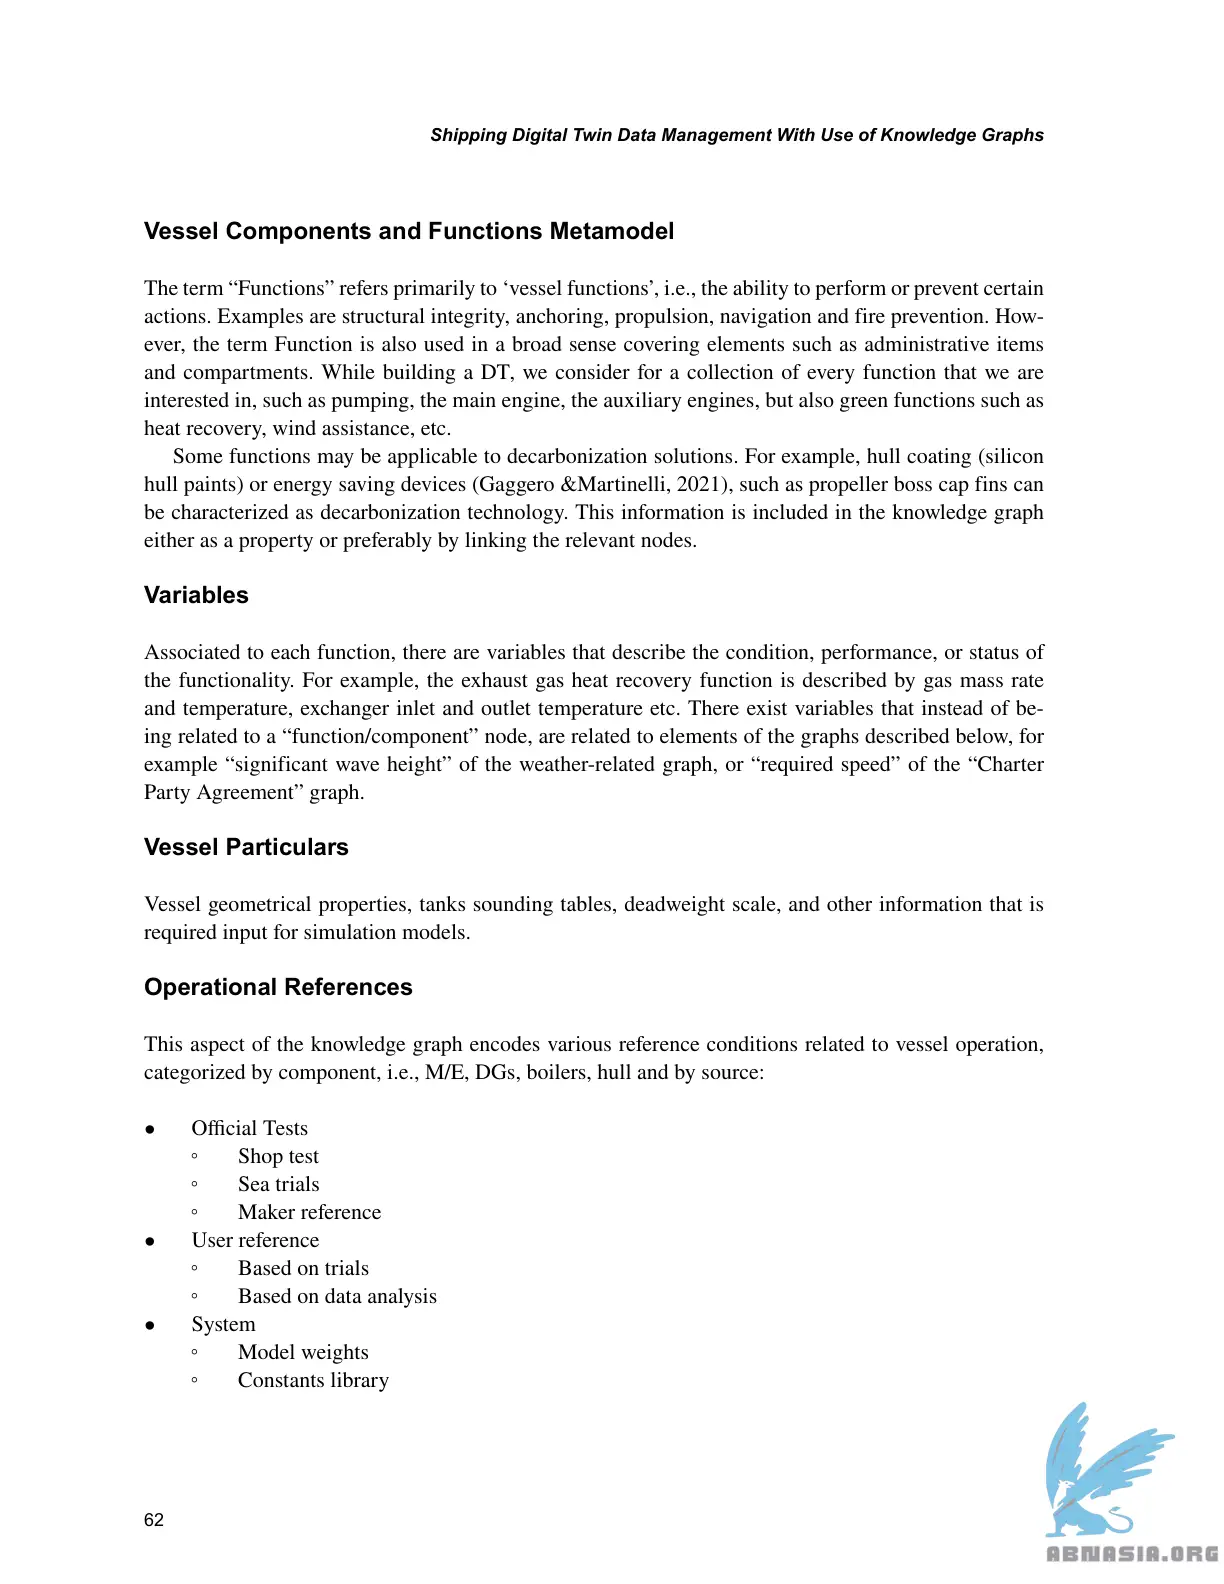 Shipping Digital Twin Data Management With Use of Knowledge Graphs
Vessel Components and Functions Metamodel
The term “Functions” refers primarily to ‘vessel functions’, i.e., the ability to perform or prevent certain
actions. Examples are structural integrity, anchoring, propulsion, navigation and fire prevention. How-
ever, the term Function is also used in a broad sense covering elements such as administrative items
and compartments. While building a DT, we consider for a collection of every function that we are
interested in, such as pumping, the main engine, the auxiliary engines, but also green functions such as
heat recovery, wind assistance, etc.
Some functions may be applicable to decarbonization solutions. For example, hull coating (silicon
hull paints) or energy saving devices (Gaggero &Martinelli, 2021), such as propeller boss cap fins can
be characterized as decarbonization technology. This information is included in the knowledge graph
either as a property or preferably by linking the relevant nodes.
Variables
Associated to each function, there are variables that describe the condition, performance, or status of
the functionality. For example, the exhaust gas heat recovery function is described by gas mass rate
and temperature, exchanger inlet and outlet temperature etc. There exist variables that instead of be-
ing related to a “function/component” node, are related to elements of the graphs described below, for
example “significant wave height” of the weather-related graph, or “required speed” of the “Charter
Party Agreement” graph.
Vessel Particulars
Vessel geometrical properties, tanks sounding tables, deadweight scale, and other information that is
required input for simulation models.
Operational References
This aspect of the knowledge graph encodes various reference conditions related to vessel operation,
categorized by component, i.e., M/E, DGs, boilers, hull and by source:
● Official Tests
◦ Shop test
◦ Sea trials
◦ Maker reference
● User reference
◦ Based on trials
◦ Based on data analysis
● System
◦ Model weights
◦ Constants library
62
ABNASIA.ORG